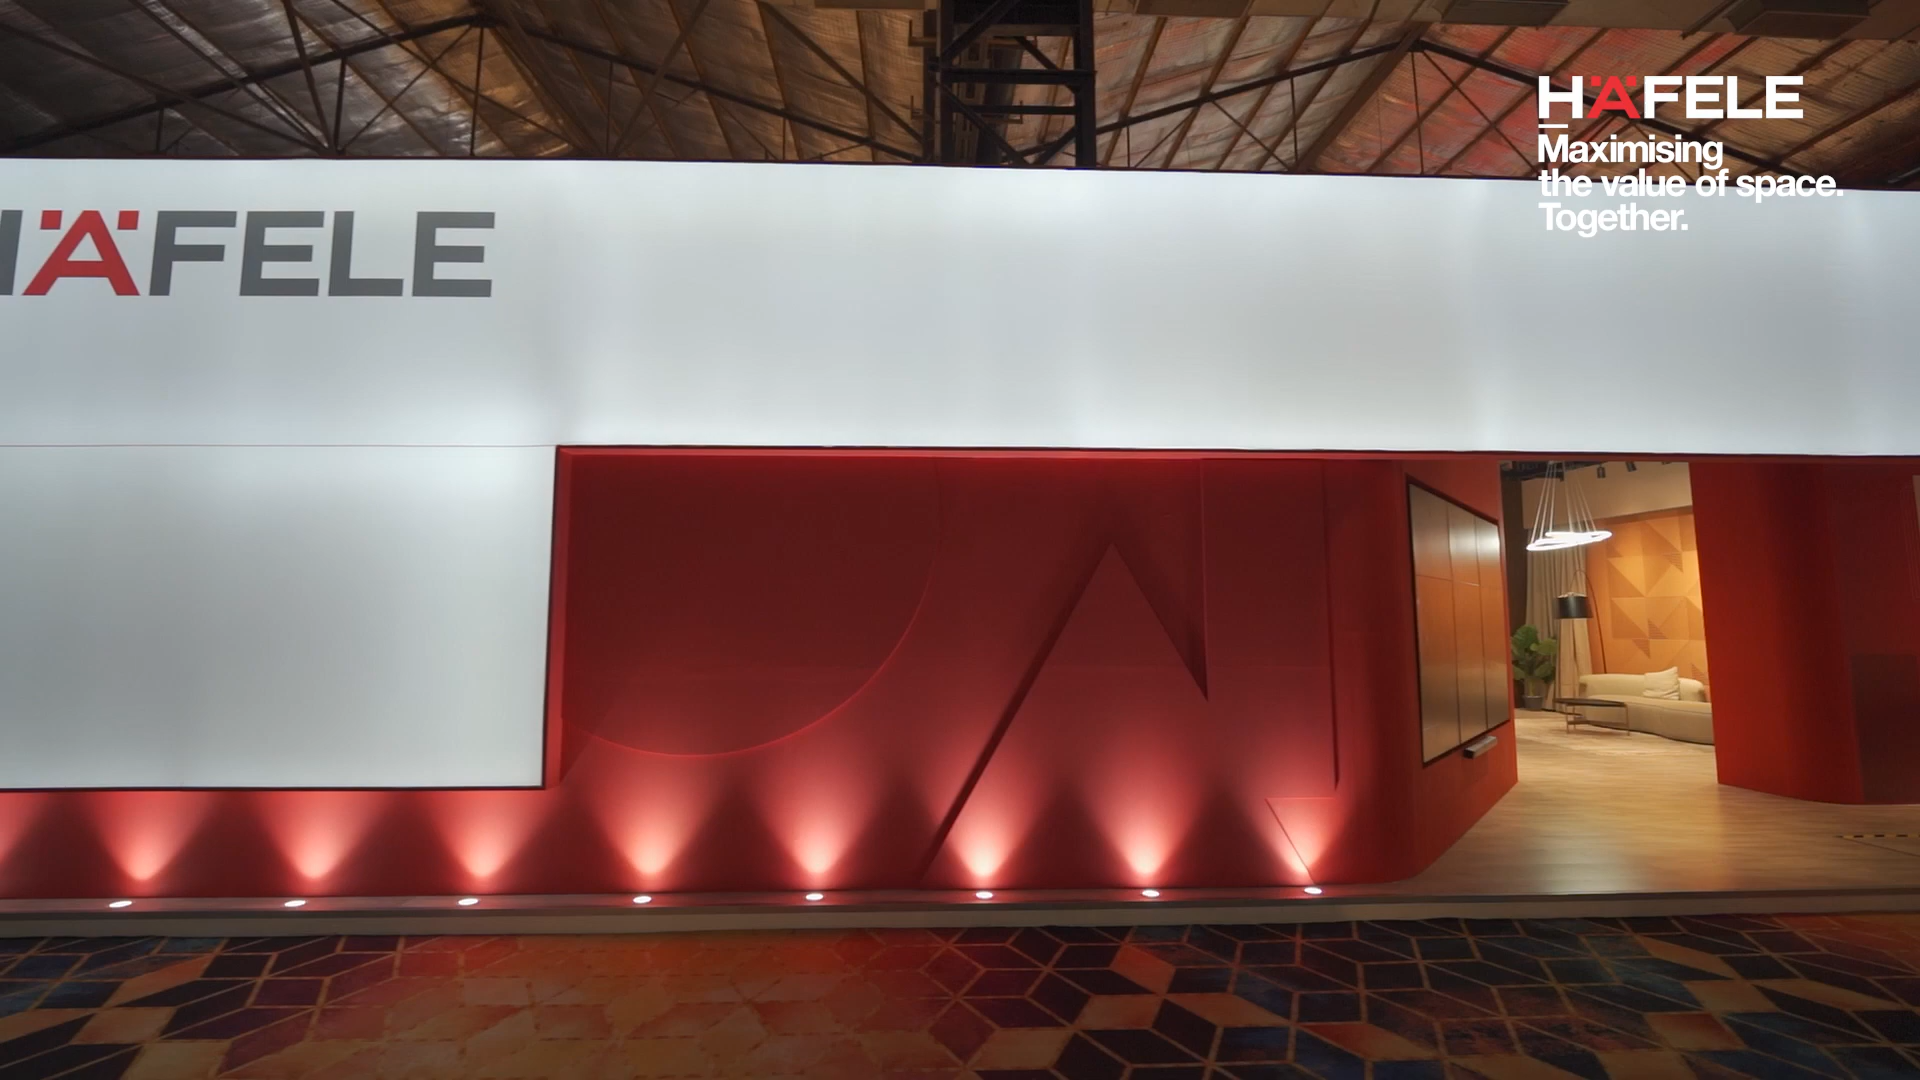 HÄFELE
Maximising
the value of space.
Together.
HÄFELE